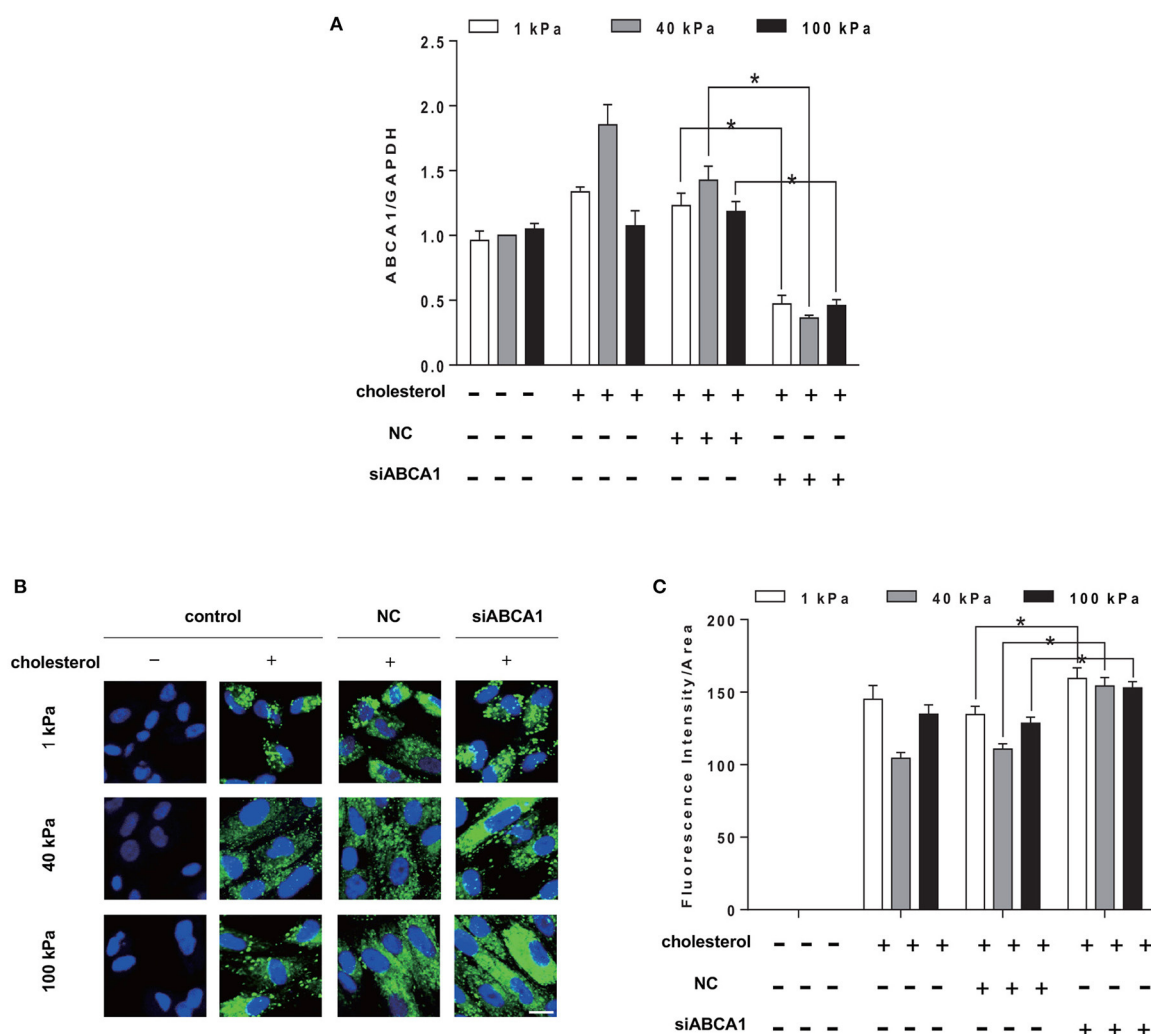 A
1 kPa 40 kPa 100 kPa
2.5
2.0
1.5
1.0
0.5
0.0
ABCA1/GAPDH
* * *
cholesterol - - - + + + + + + + + +
NC - - - - - - + + + - - -
siABCA1 - - - - - - - - - + + +
B
control NC siABCA1
cholesterol - + + +
1 kPa
40 kPa
100 kPa
C
1 kPa 40 kPa 100 kPa
200
150
100
50
0
Fluorescence Intensity/Area
* * *
cholesterol - - - + + + + + + + + +
NC - - - - - - + + + - - -
siABCA1 - - - - - - - - - + + +